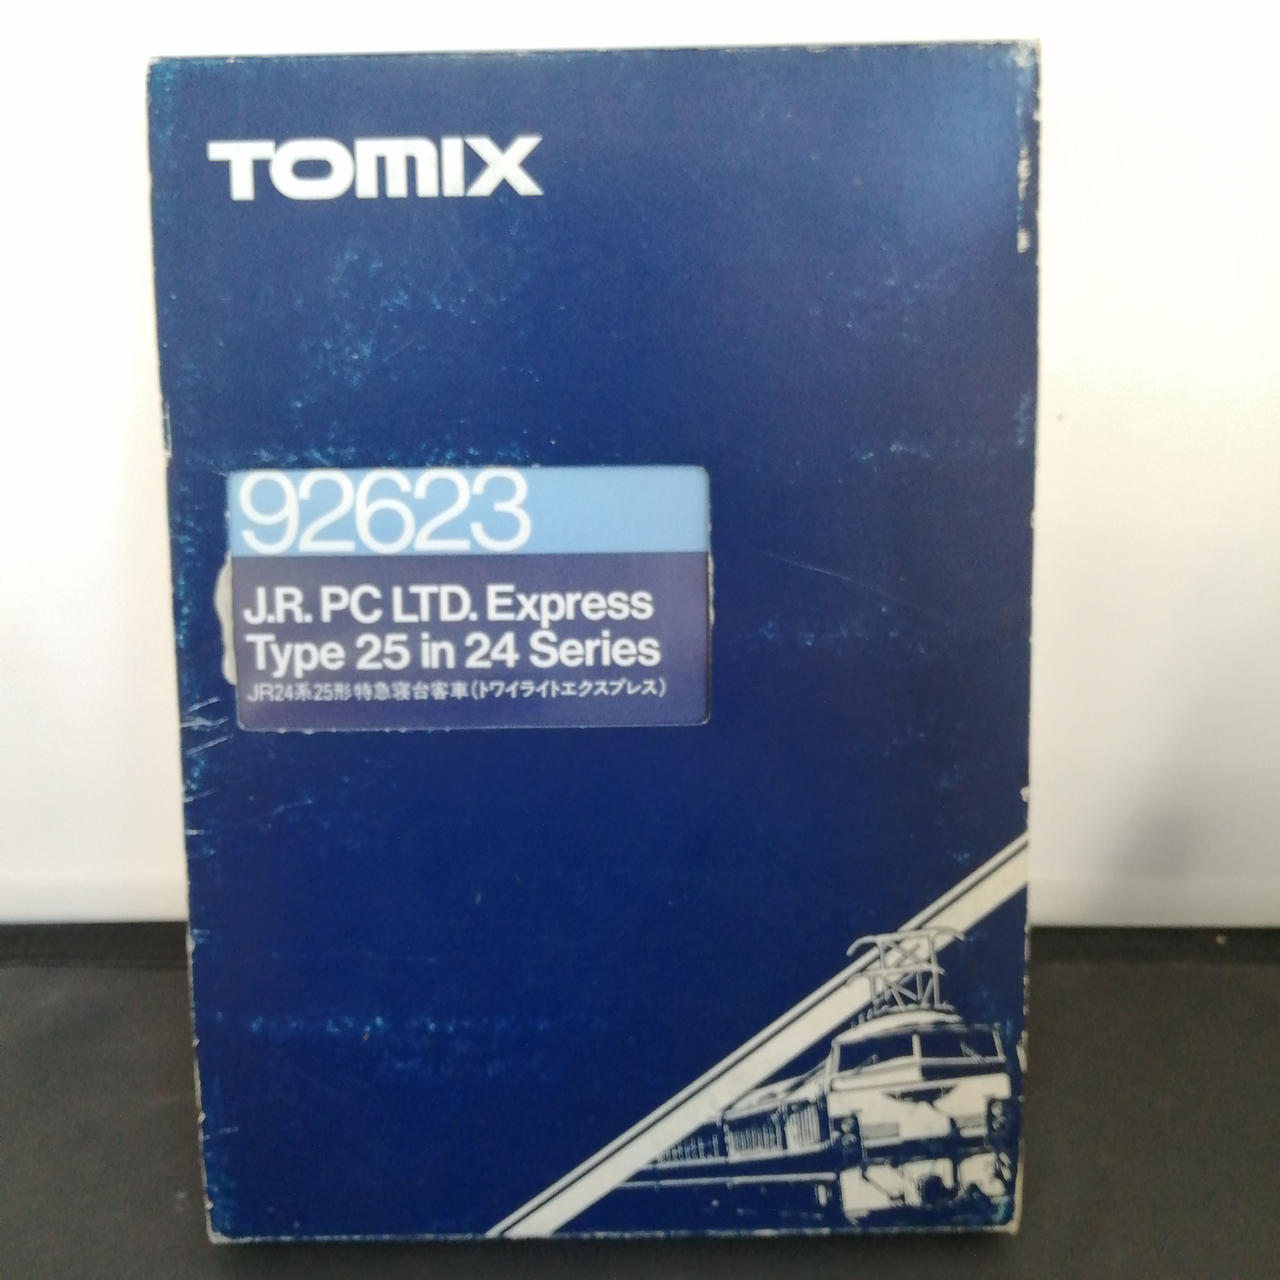 TOMIX
92623
J.R. PC LTD. Express
Type 25 in 24 Series
JR24系25形特急寝台客車(トワイライトエクスプレス)